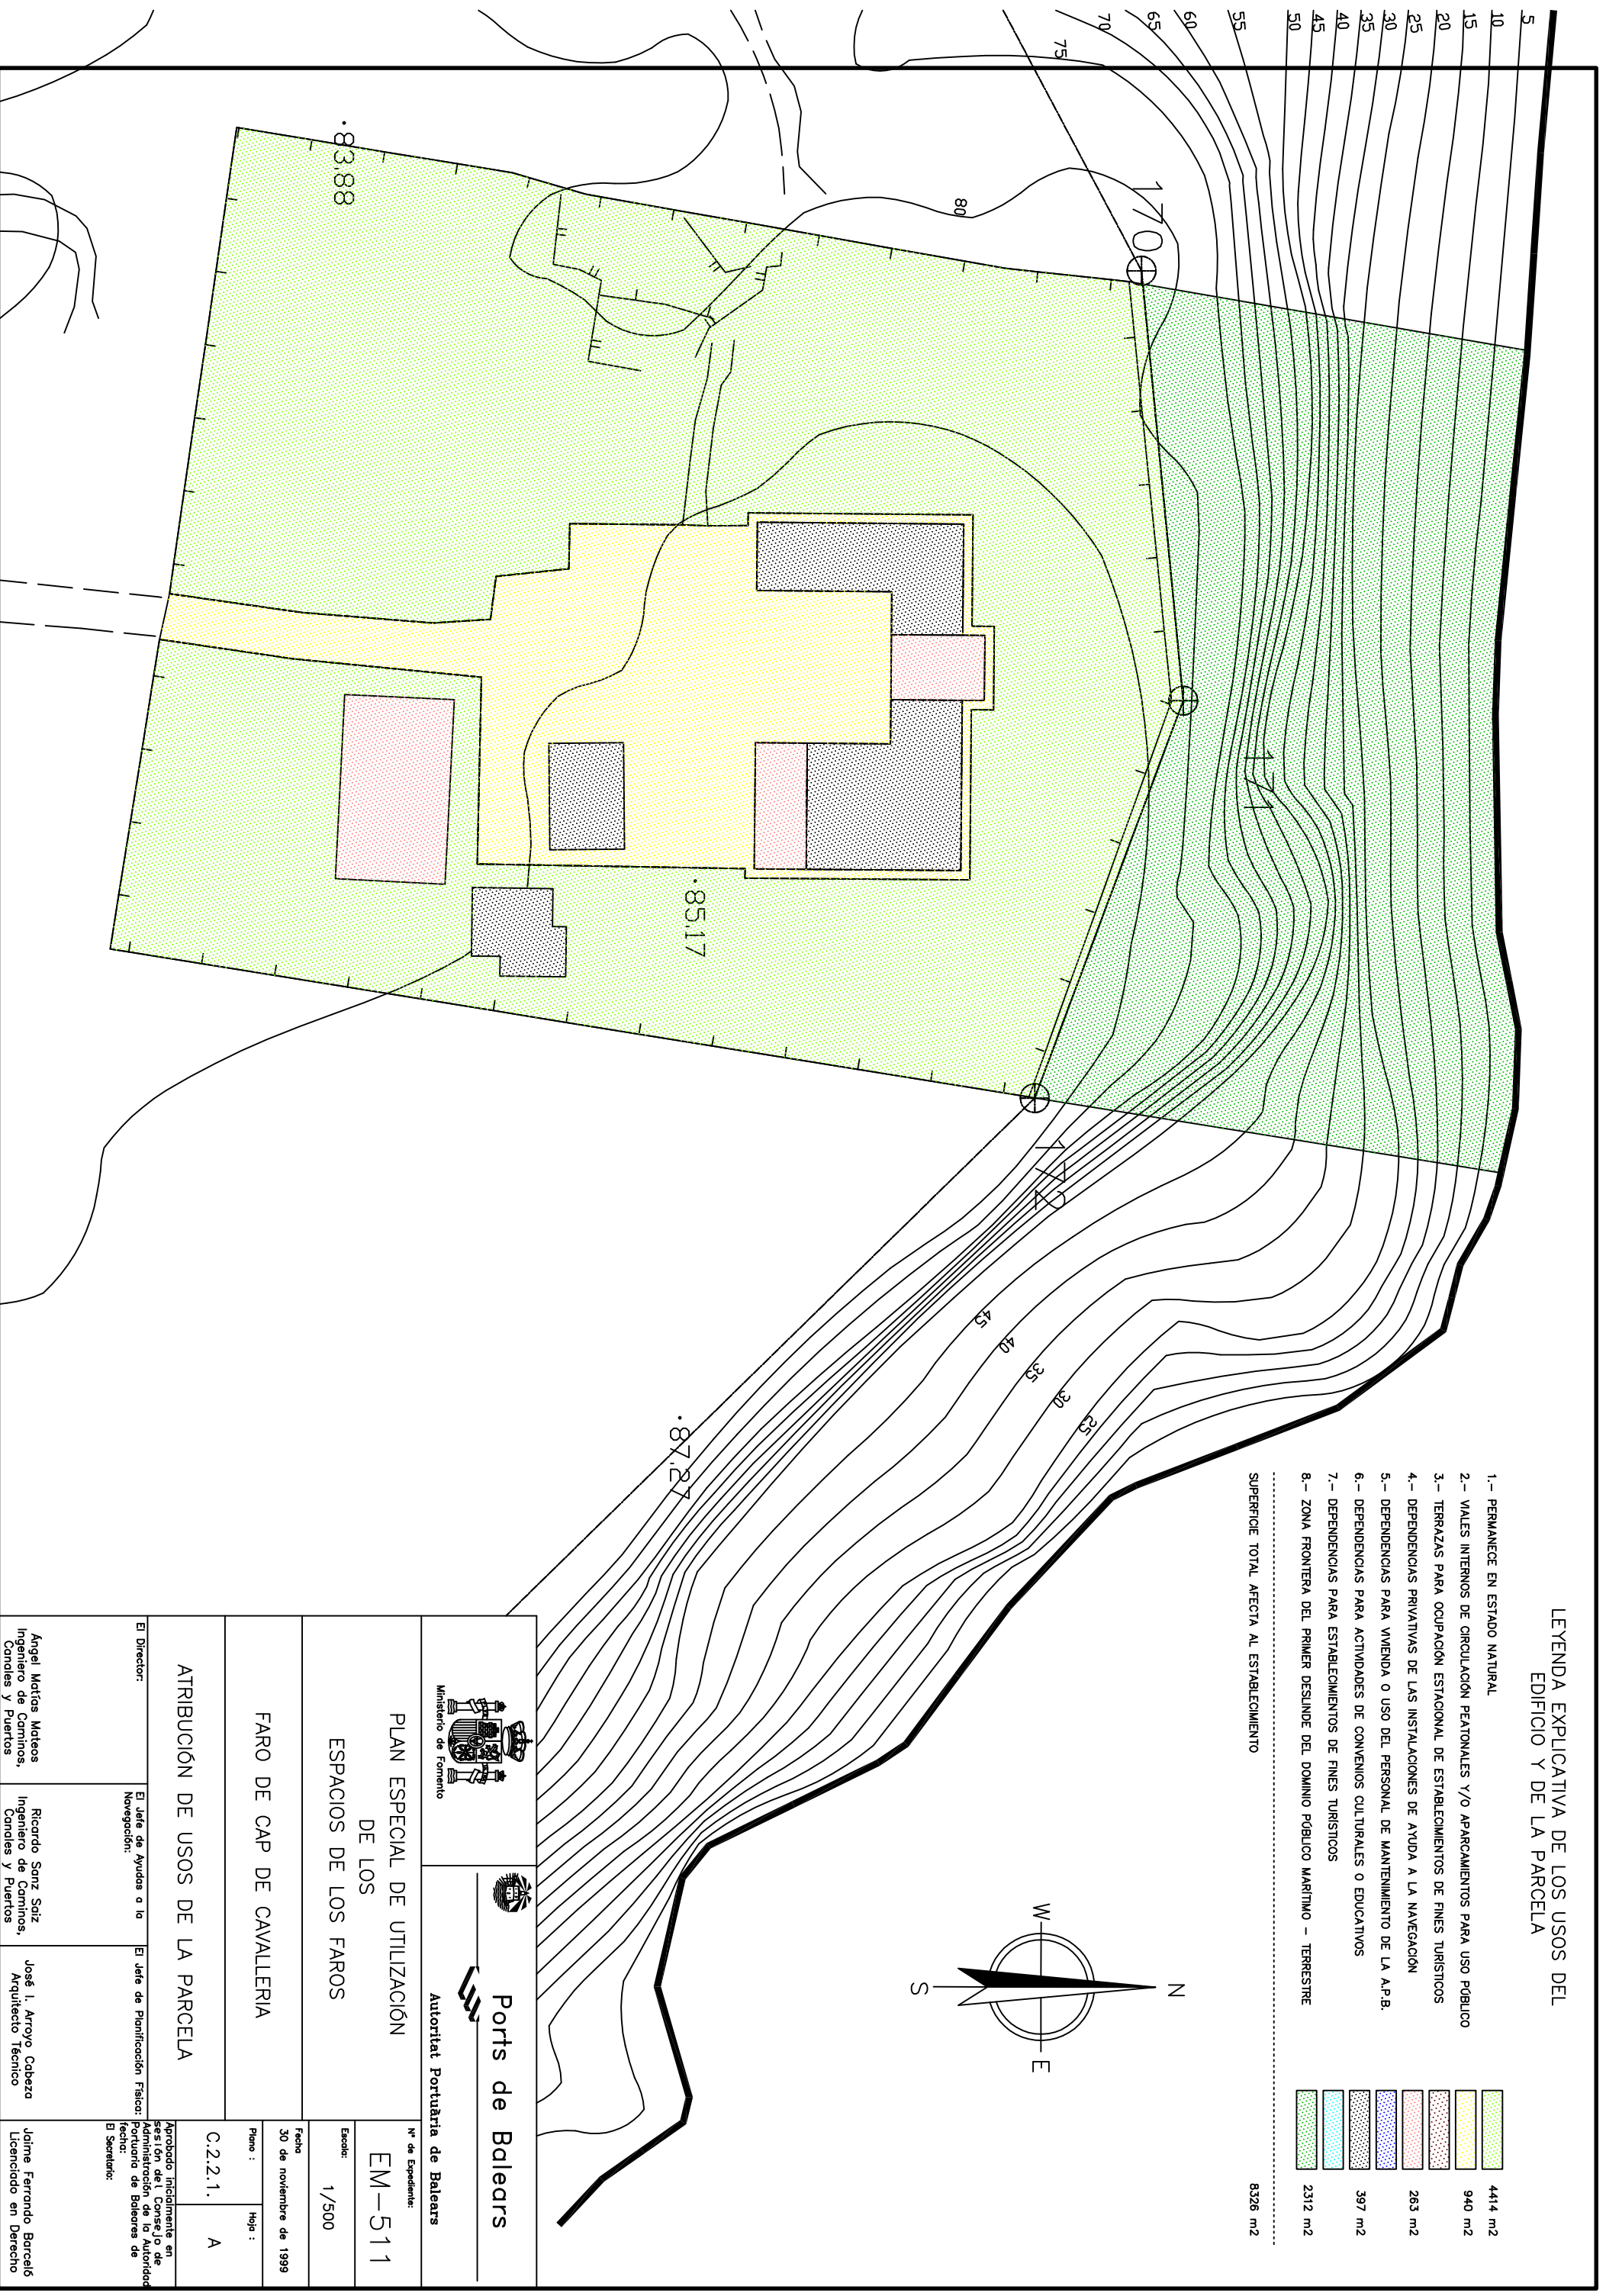 LEYENDA EXPLICATIVA DE LOS USOS DEL
EDIFICIO Y DE LA PARCELA
1.- PERMANECE EN ESTADO NATURAL 4414 m2
2.- VIALES INTERNOS DE CIRCULACIÓN PEATONALES Y/O APARCAMIENTOS PARA USO PÚBLICO 940 m2
3.- TERRAZAS PARA OCUPACIÓN ESTACIONAL DE ESTABLECIMIENTOS DE FINES TURISTICOS
4.- DEPENDENCIAS PRIVATIVAS DE LAS INSTALACIONES DE AYUDA A LA NAVEGACIÓN 263 m2
5.- DEPENDENCIAS PARA VIVIENDA O USO DEL PERSONAL DE MANTENIMIENTO DE LA A.P.B.
6.- DEPENDENCIAS PARA ACTIVIDADES DE CONVENIOS CULTURALES O EDUCATIVOS 397 m2
7.- DEPENDENCIAS PARA ESTABLECIMIENTOS DE FINES TURÍSTICOS
8.- ZONA FRONTERA DEL PRIMER DESLINDE DEL DOMINIO PÚBLICO MARÍTIMO - TERRESTRE 2312 m2
SUPERFICIE TOTAL AFECTA AL ESTABLECIMIENTO 8326 m2
5
10
15
20
25
30
35
40
45
50
55
60
65
70
75
80
170
171
172
83.88
85.17
87.27
45
40
35
30
25
N
W
E
S
Ministerio de Fomento
Ports de Balears
Autoritat Portuària de Balears
PLAN ESPECIAL DE UTILIZACIÓN
DE LOS
ESPACIOS DE LOS FAROS
Nº de Expediente:
EM-511
Escala:
1/500
FARO DE CAP DE CAVALLERIA
Fecha
30 de noviembre de 1999
ATRIBUCIÓN DE USOS DE LA PARCELA
Plano :
C.2.2.1.
Hoja :
A
El Director:
Ángel Matías Mateos
Ingeniero de Caminos,
Canales y Puertos
El Jefe de Ayudas a la
Navegación:
Ricardo Sanz Saiz
Ingeniero de Caminos,
Canales y Puertos
El Jefe de Planificación Física:
José I. Arroyo Cabeza
Arquitecto Técnico
Aprobado inicialmente en
sesión del Consejo de
Administración de la Autoridad
Portuaria de Baleares de
fecha:
El Secretario:
Jaime Ferrando Barceló
Licenciado en Derecho